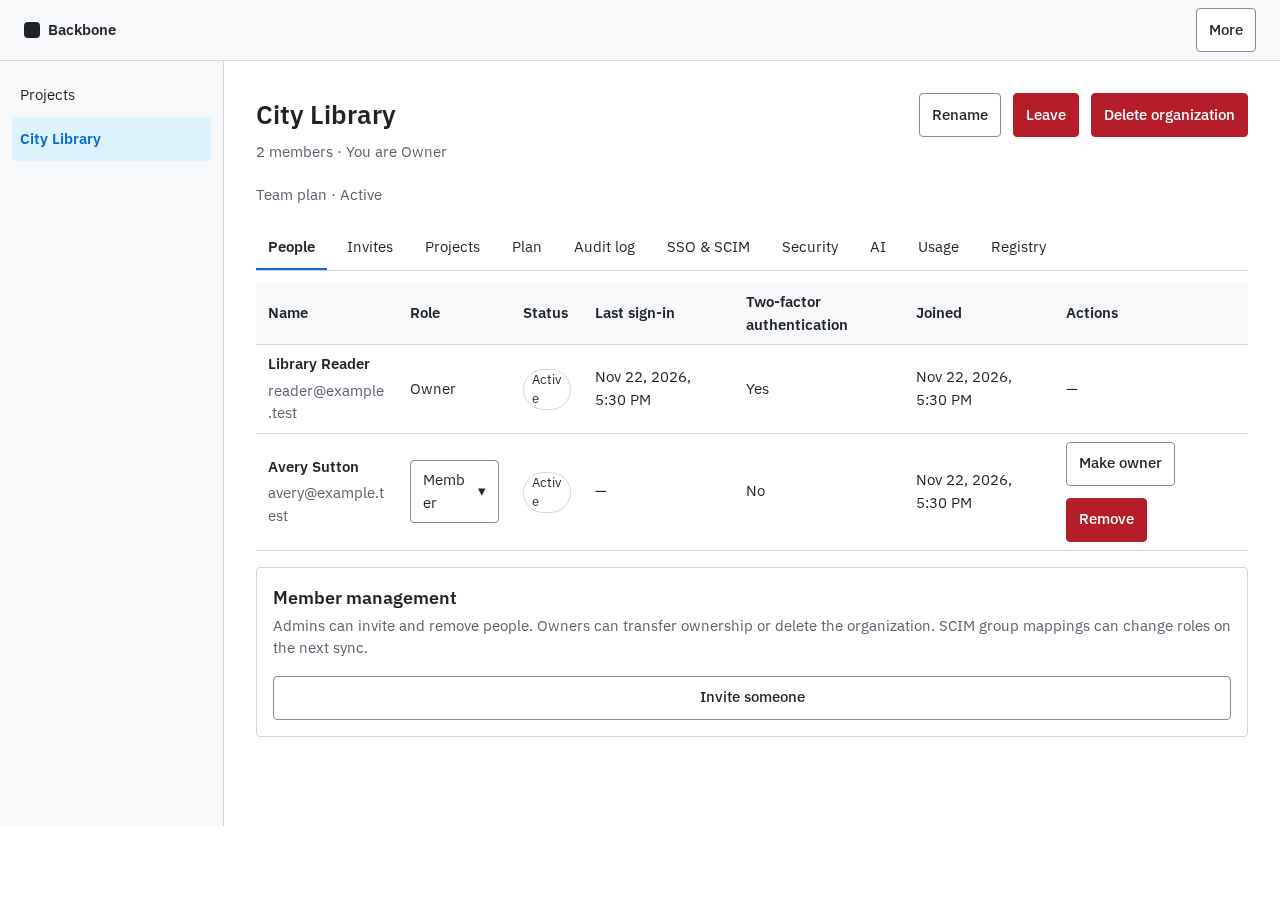 Backbone
More
Projects
City Library
City Library
Rename
Leave
Delete organization
2 members · You are Owner
Team plan · Active
People
Invites
Projects
Plan
Audit log
SSO & SCIM
Security
AI
Usage
Registry
Name
Role
Status
Last sign-in
Two-factor
authentication
Joined
Actions
Library Reader
reader@example
.test
Owner
Activ
e
Nov 22, 2026,
5:30 PM
Yes
Nov 22, 2026,
5:30 PM
—
Avery Sutton
avery@example.t
est
Memb
er
▼
Activ
e
—
No
Nov 22, 2026,
5:30 PM
Make owner
Remove
Member management
Admins can invite and remove people. Owners can transfer ownership or delete the organization. SCIM group mappings can change roles on
the next sync.
Invite someone